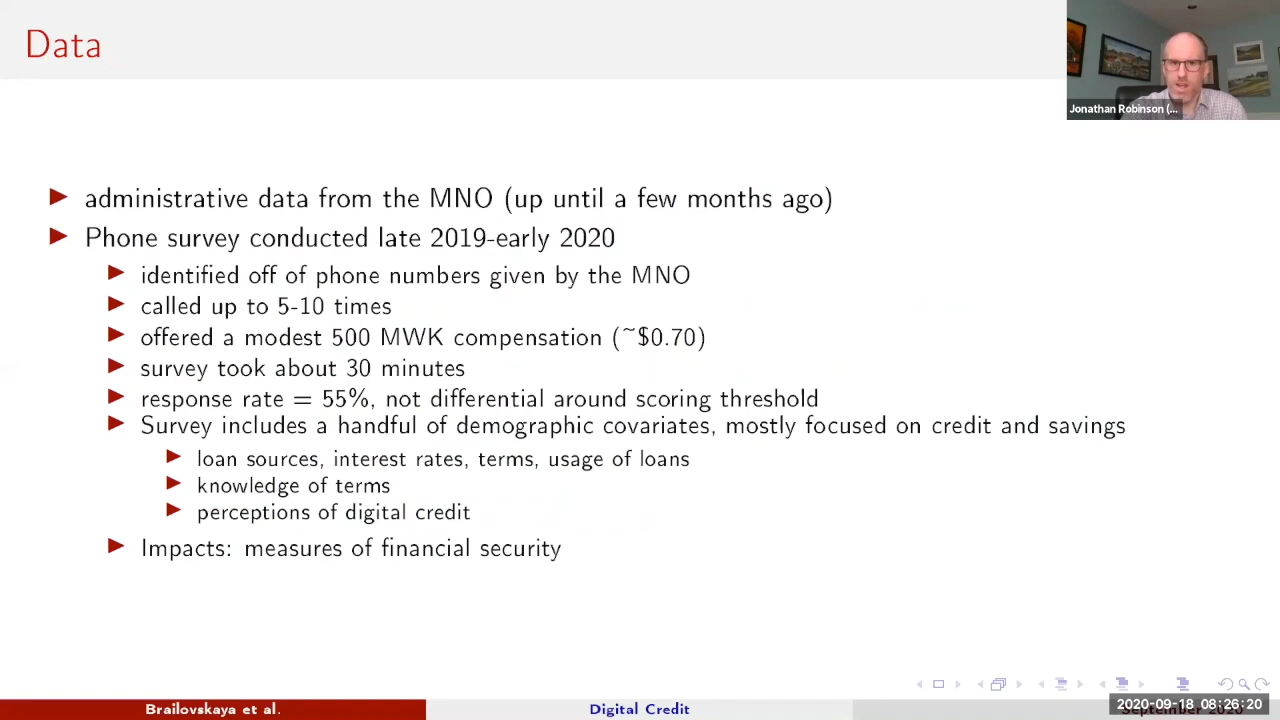 Data
Jonathan Robinson (...
administrative data from the MNO (up until a few months ago)
Phone survey conducted late 2019-early 2020
identified off of phone numbers given by the MNO
called up to 5-10 times
offered a modest 500 MWK compensation (~$0.70)
survey took about 30 minutes
response rate = 55%, not differential around scoring threshold
Survey includes a handful of demographic covariates, mostly focused on credit and savings
loan sources, interest rates, terms, usage of loans
knowledge of terms
perceptions of digital credit
Impacts: measures of financial security
Brailovskaya et al.
Digital Credit
September 2020
2020-09-18 08:26:20